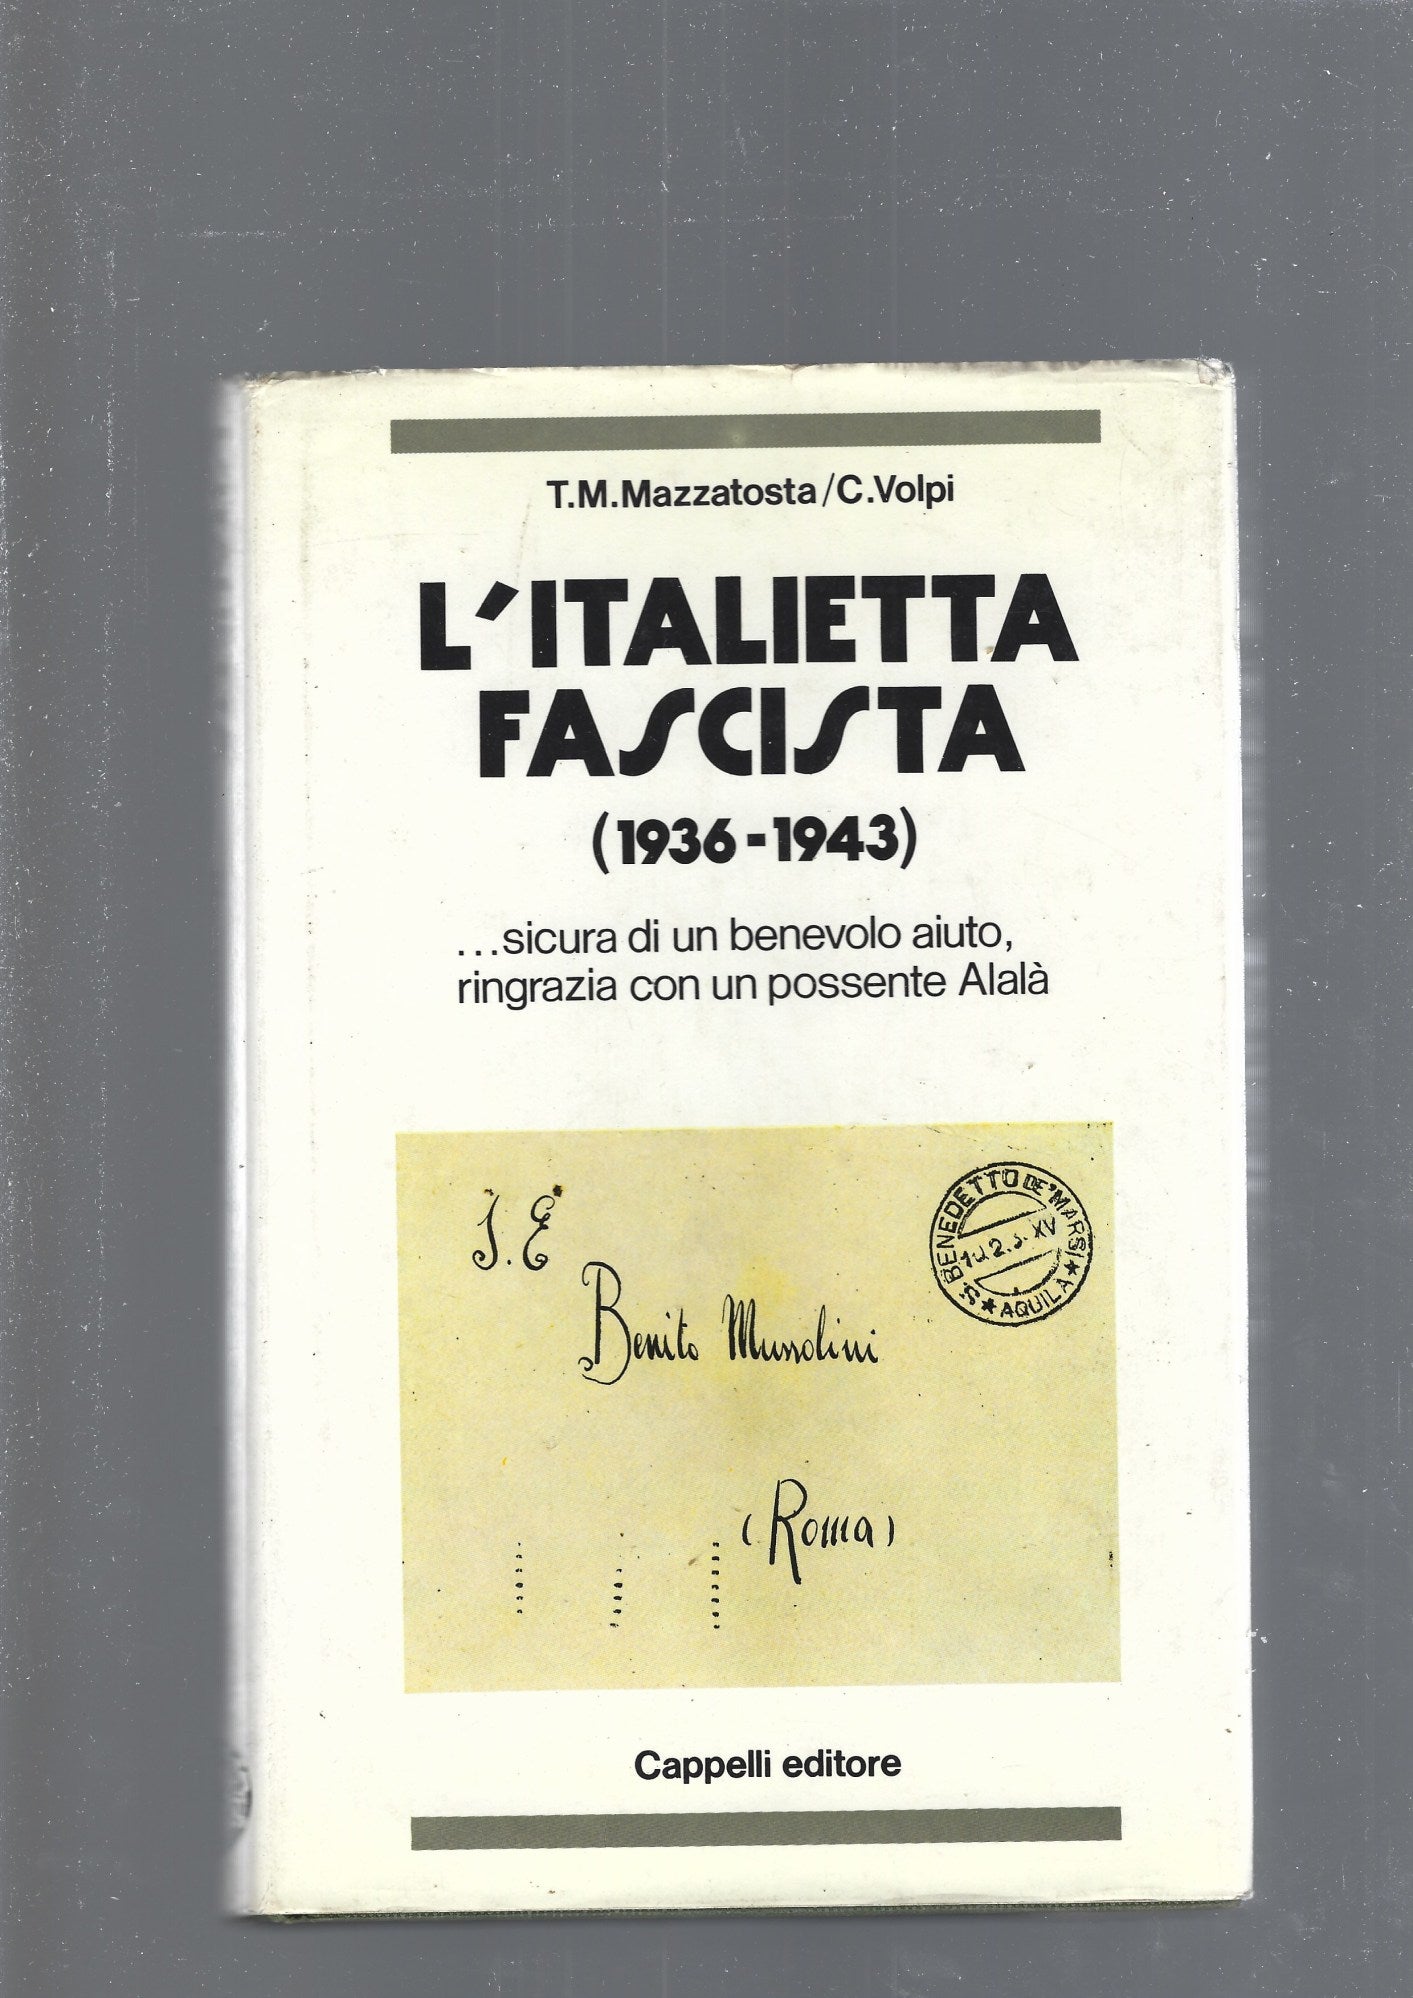 T.M.Mazzatosta/C.Volpi
L'ITALIETTA
FASCISTA
(1936-1943)
...sicura di un benevolo aiuto,
ringrazia con un possente Alalà
S. BENEDETTO DE' MARSI
XV
★ AQUILA ★
S.E
Benito Mussolini
(Roma)
Cappelli editore